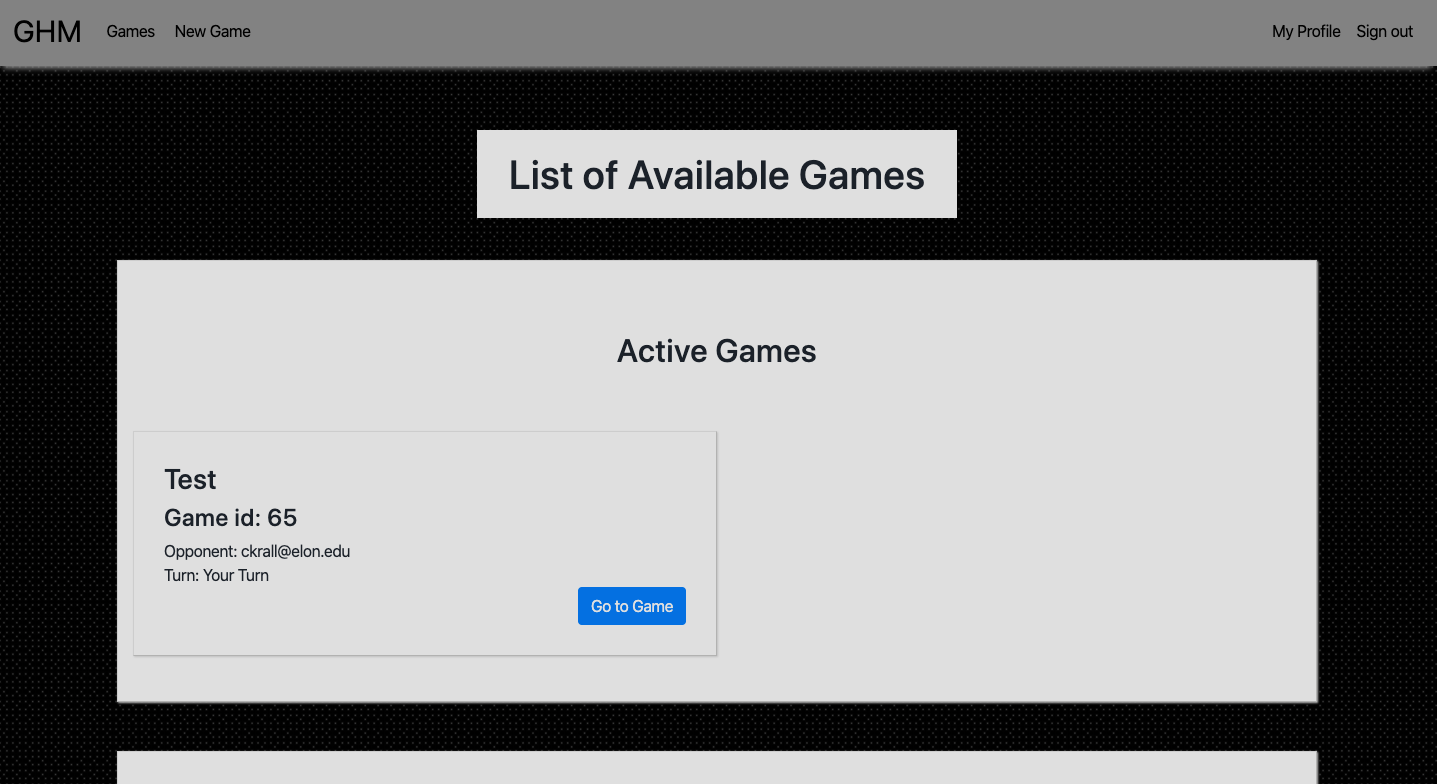 GHM Games New Game My Profile Sign out
List of Available Games
Active Games
Test
Game id: 65
Opponent: ckrall@elon.edu
Turn: Your Turn
Go to Game